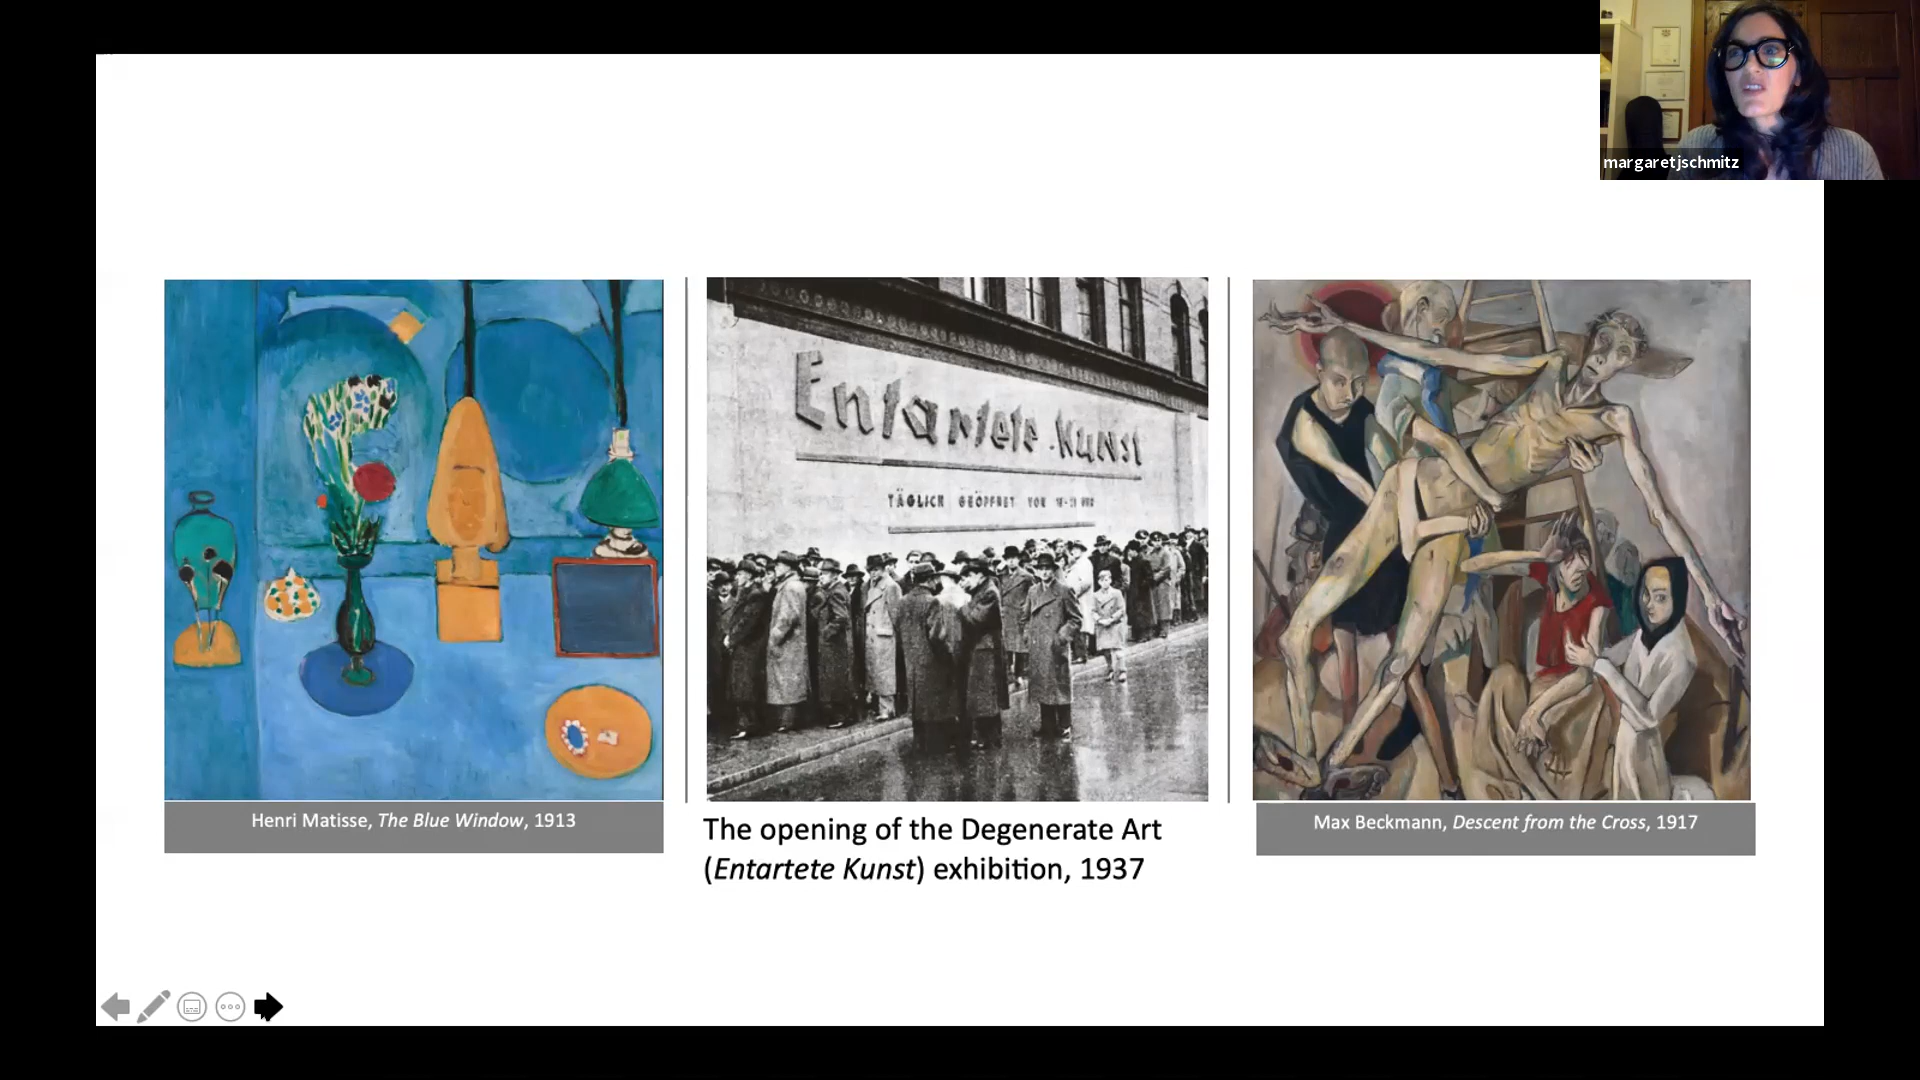 margaretjschmitz
Entartete Kunst
TÄGLICH GEÖFFNET VON
Henri Matisse, The Blue Window, 1913
The opening of the Degenerate Art
(Entartete Kunst) exhibition, 1937
Max Beckmann, Descent from the Cross, 1917